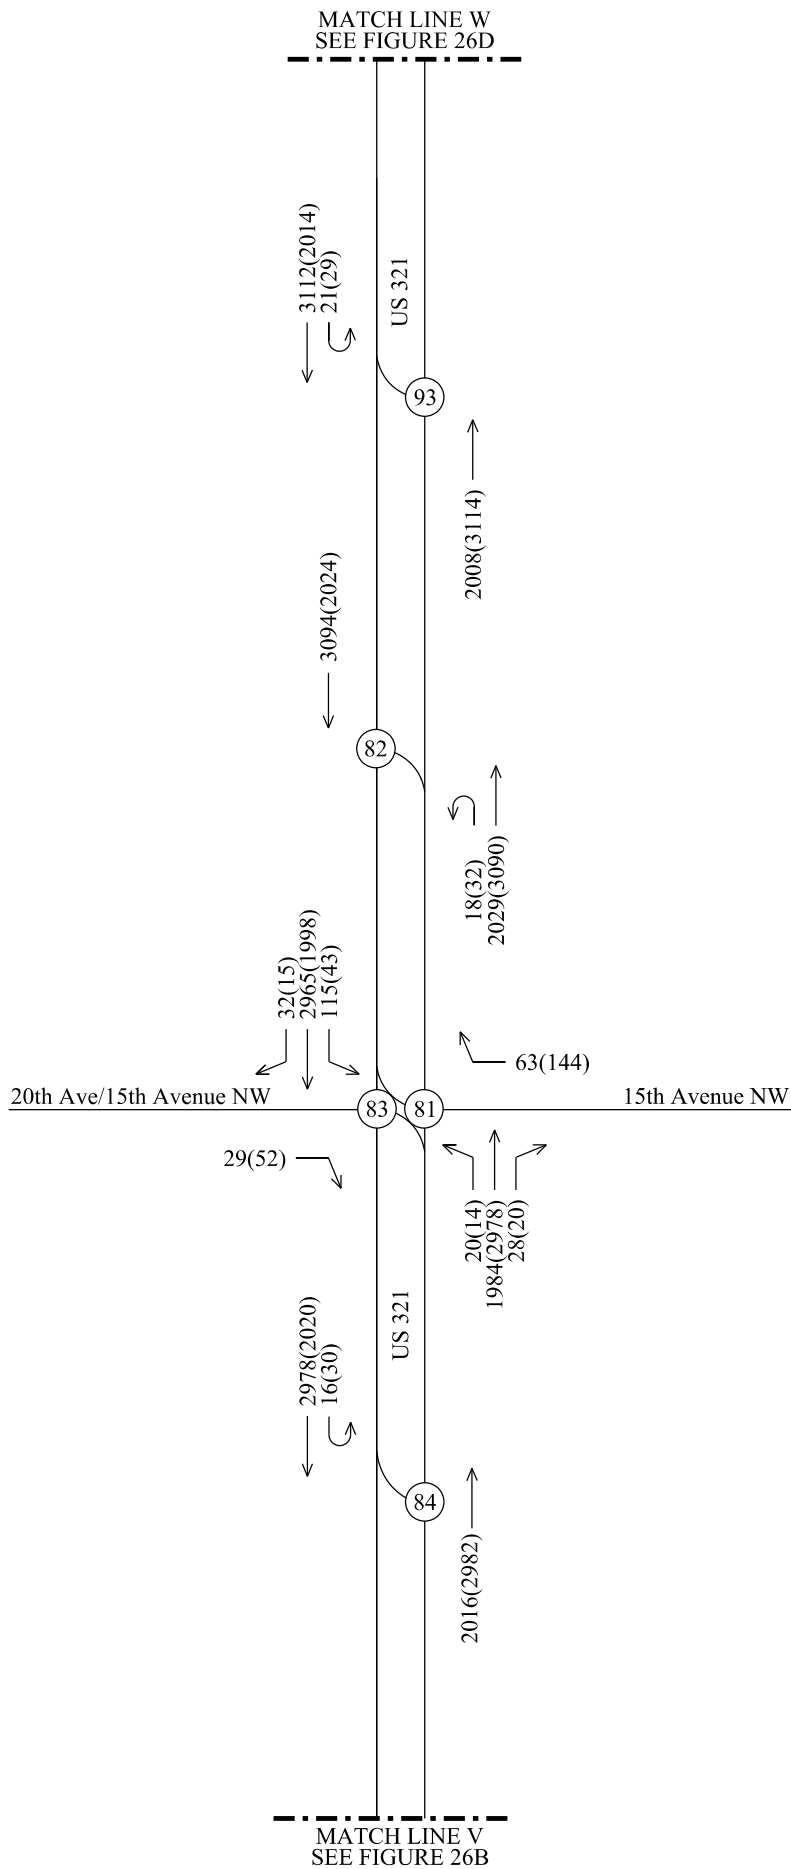 MATCH LINE W
SEE FIGURE 26D
3112(2014)
21(29)
US 321
93
2008(3114)
3094(2024)
82
18(32)
2029(3090)
32(15)
2965(1998)
115(43)
63(144)
20th Ave/15th Avenue NW
15th Avenue NW
83
81
29(52)
20(14)
1984(2978)
28(20)
2978(2020)
16(30)
US 321
84
2016(2982)
MATCH LINE V
SEE FIGURE 26B